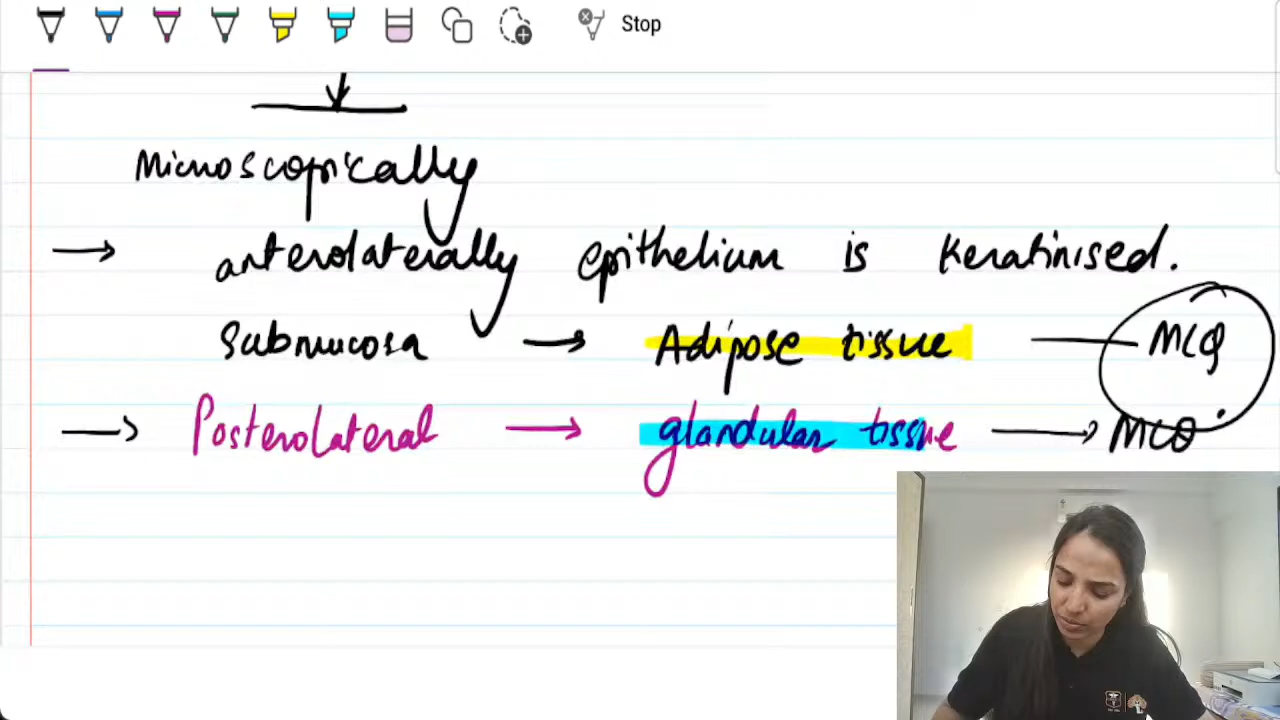 Stop
Microscopically
→ anterolaterally epithelium is keratinised.
Submucosa → Adipose tissue — MCQ
→ Posterolateral → glandular tissue → MCQ